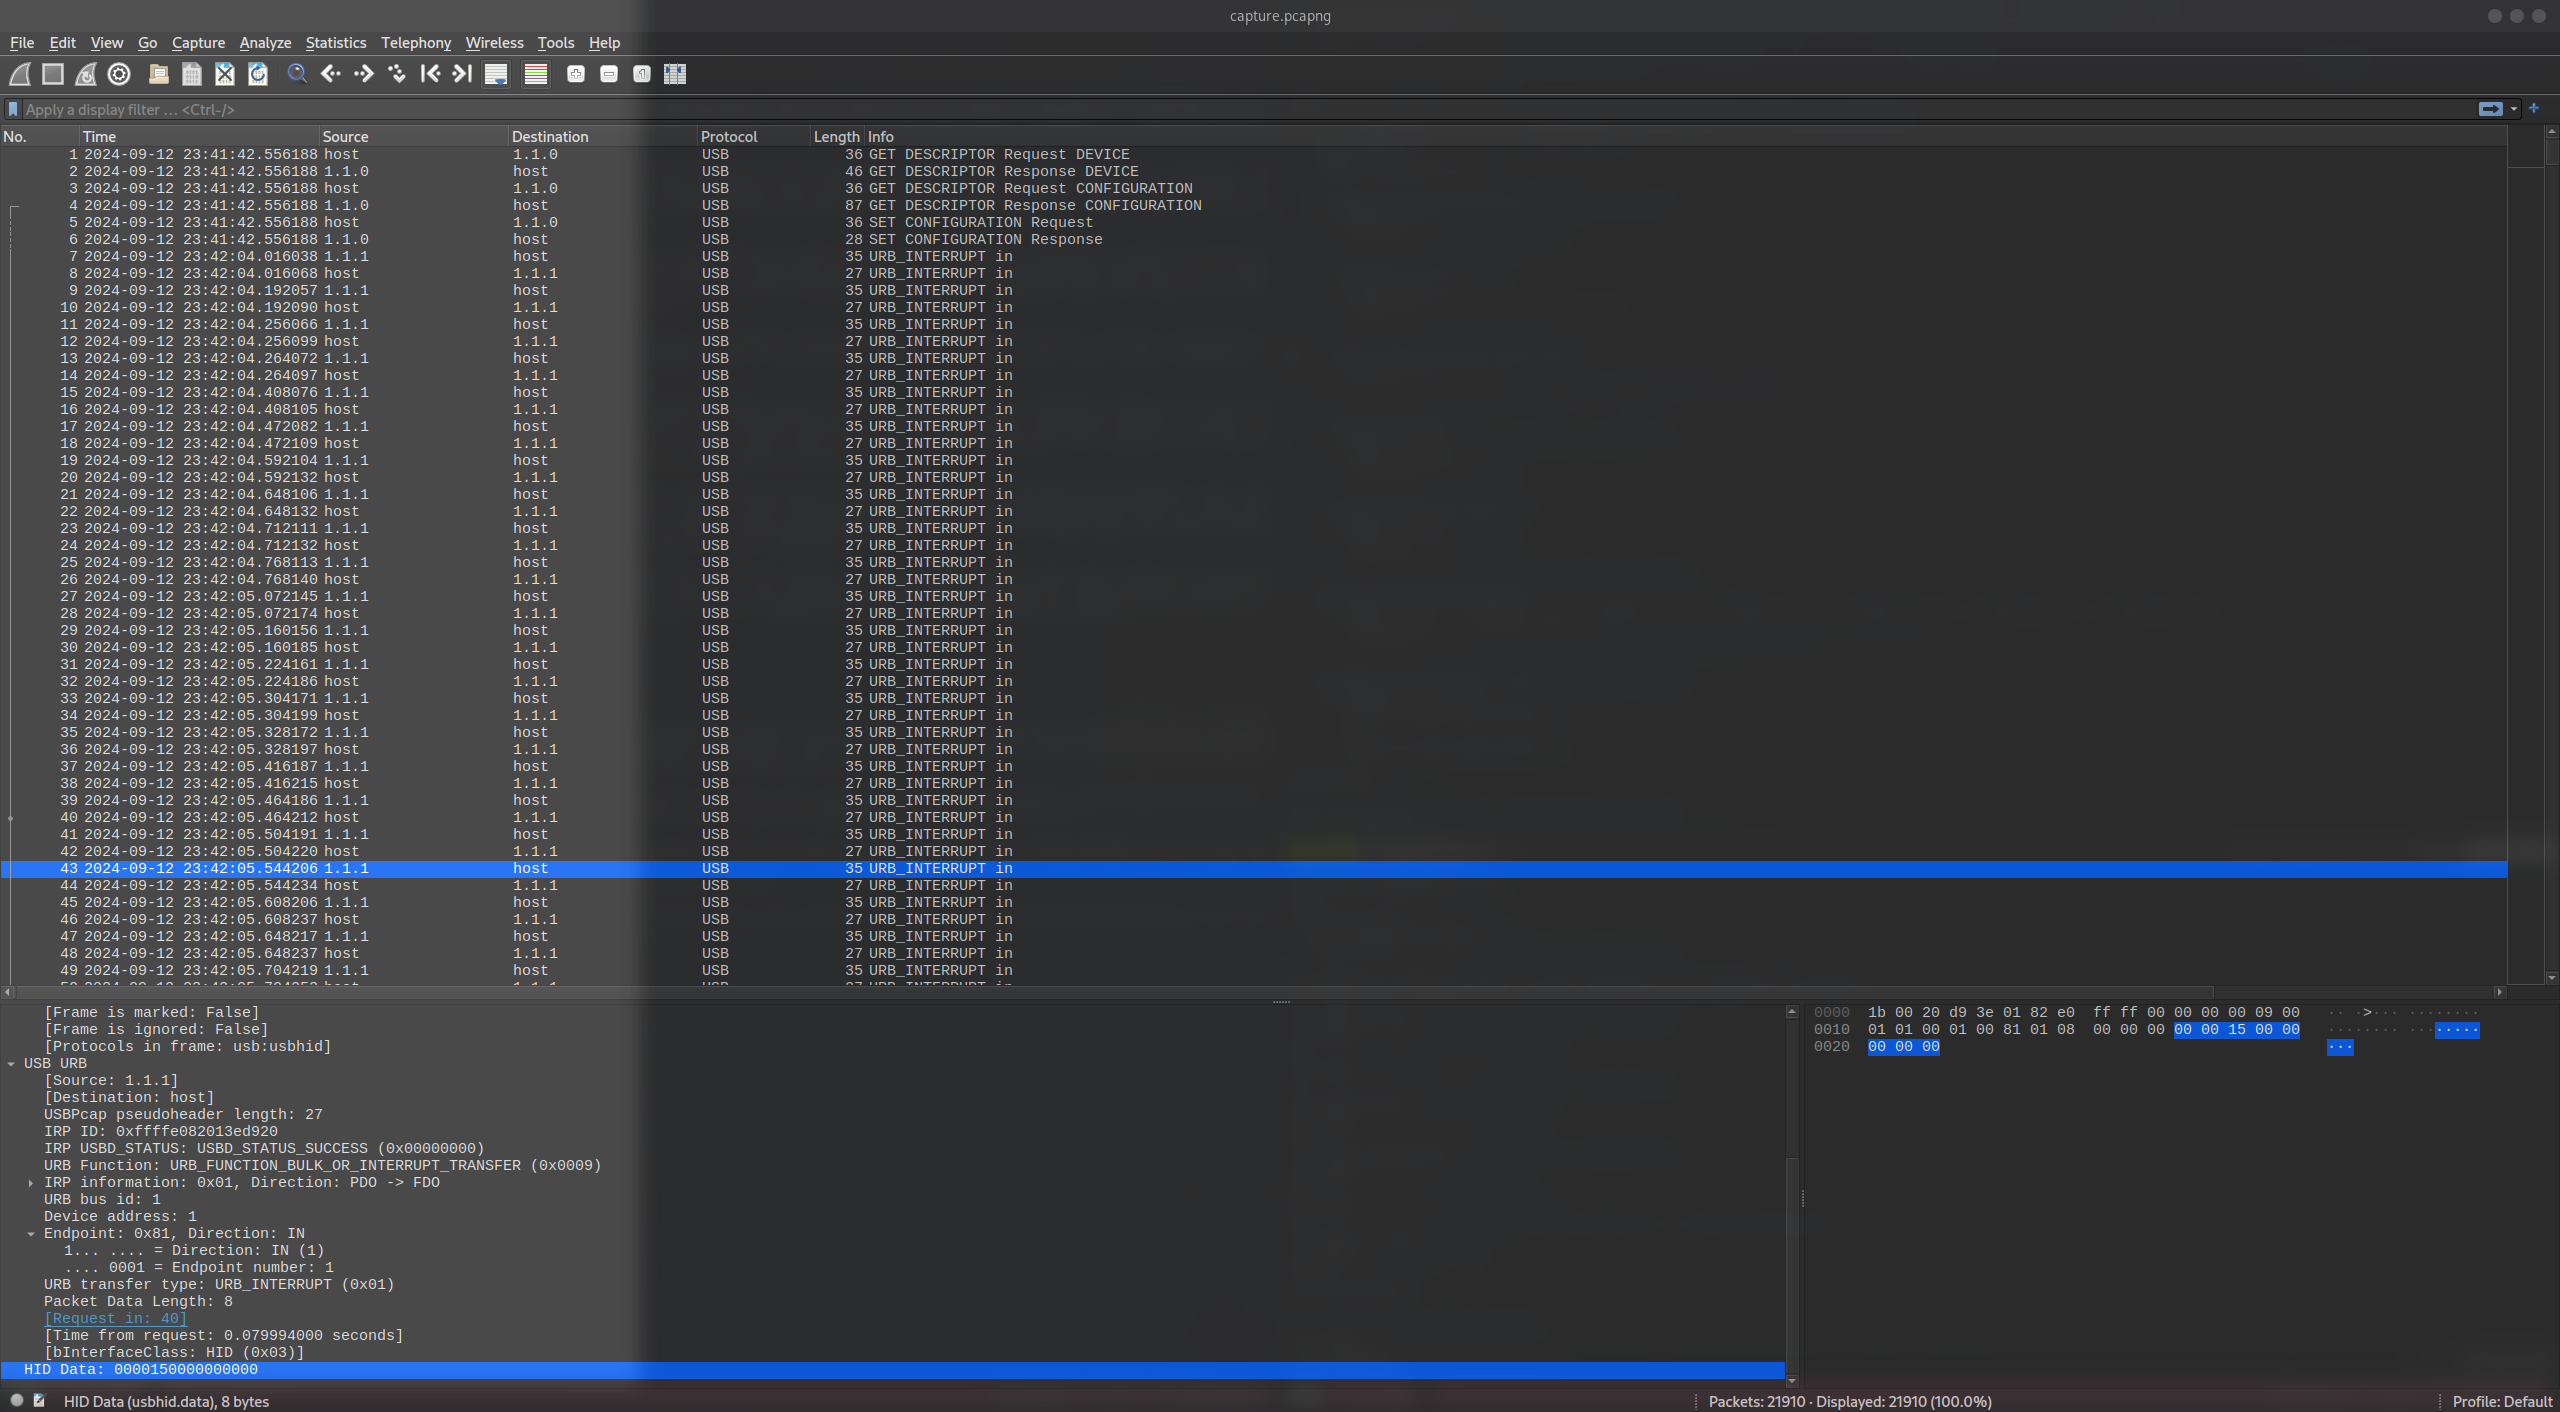 capture.pcapng
File Edit View Go Capture Analyze Statistics Telephony Wireless Tools Help
Apply a display filter … <Ctrl-/>
No. Time Source Destination Protocol Length Info
1 2024-09-12 23:41:42.556188 host 1.1.0 USB 36 GET DESCRIPTOR Request DEVICE
2 2024-09-12 23:41:42.556188 1.1.0 host USB 46 GET DESCRIPTOR Response DEVICE
3 2024-09-12 23:41:42.556188 host 1.1.0 USB 36 GET DESCRIPTOR Request CONFIGURATION
4 2024-09-12 23:41:42.556188 1.1.0 host USB 87 GET DESCRIPTOR Response CONFIGURATION
5 2024-09-12 23:41:42.556188 host 1.1.0 USB 36 SET CONFIGURATION Request
6 2024-09-12 23:41:42.556188 1.1.0 host USB 28 SET CONFIGURATION Response
7 2024-09-12 23:42:04.016038 1.1.1 host USB 35 URB_INTERRUPT in
8 2024-09-12 23:42:04.016068 host 1.1.1 USB 27 URB_INTERRUPT in
9 2024-09-12 23:42:04.192057 1.1.1 host USB 35 URB_INTERRUPT in
10 2024-09-12 23:42:04.192090 host 1.1.1 USB 27 URB_INTERRUPT in
11 2024-09-12 23:42:04.256066 1.1.1 host USB 35 URB_INTERRUPT in
12 2024-09-12 23:42:04.256099 host 1.1.1 USB 27 URB_INTERRUPT in
13 2024-09-12 23:42:04.264072 1.1.1 host USB 35 URB_INTERRUPT in
14 2024-09-12 23:42:04.264097 host 1.1.1 USB 27 URB_INTERRUPT in
15 2024-09-12 23:42:04.408076 1.1.1 host USB 35 URB_INTERRUPT in
16 2024-09-12 23:42:04.408105 host 1.1.1 USB 27 URB_INTERRUPT in
17 2024-09-12 23:42:04.472082 1.1.1 host USB 35 URB_INTERRUPT in
18 2024-09-12 23:42:04.472109 host 1.1.1 USB 27 URB_INTERRUPT in
19 2024-09-12 23:42:04.592104 1.1.1 host USB 35 URB_INTERRUPT in
20 2024-09-12 23:42:04.592132 host 1.1.1 USB 27 URB_INTERRUPT in
21 2024-09-12 23:42:04.648106 1.1.1 host USB 35 URB_INTERRUPT in
22 2024-09-12 23:42:04.648132 host 1.1.1 USB 27 URB_INTERRUPT in
23 2024-09-12 23:42:04.712111 1.1.1 host USB 35 URB_INTERRUPT in
24 2024-09-12 23:42:04.712132 host 1.1.1 USB 27 URB_INTERRUPT in
25 2024-09-12 23:42:04.768113 1.1.1 host USB 35 URB_INTERRUPT in
26 2024-09-12 23:42:04.768140 host 1.1.1 USB 27 URB_INTERRUPT in
27 2024-09-12 23:42:05.072145 1.1.1 host USB 35 URB_INTERRUPT in
28 2024-09-12 23:42:05.072174 host 1.1.1 USB 27 URB_INTERRUPT in
29 2024-09-12 23:42:05.160156 1.1.1 host USB 35 URB_INTERRUPT in
30 2024-09-12 23:42:05.160185 host 1.1.1 USB 27 URB_INTERRUPT in
31 2024-09-12 23:42:05.224161 1.1.1 host USB 35 URB_INTERRUPT in
32 2024-09-12 23:42:05.224186 host 1.1.1 USB 27 URB_INTERRUPT in
33 2024-09-12 23:42:05.304171 1.1.1 host USB 35 URB_INTERRUPT in
34 2024-09-12 23:42:05.304199 host 1.1.1 USB 27 URB_INTERRUPT in
35 2024-09-12 23:42:05.328172 1.1.1 host USB 35 URB_INTERRUPT in
36 2024-09-12 23:42:05.328197 host 1.1.1 USB 27 URB_INTERRUPT in
37 2024-09-12 23:42:05.416187 1.1.1 host USB 35 URB_INTERRUPT in
38 2024-09-12 23:42:05.416215 host 1.1.1 USB 27 URB_INTERRUPT in
39 2024-09-12 23:42:05.464186 1.1.1 host USB 35 URB_INTERRUPT in
40 2024-09-12 23:42:05.464212 host 1.1.1 USB 27 URB_INTERRUPT in
41 2024-09-12 23:42:05.504191 1.1.1 host USB 35 URB_INTERRUPT in
42 2024-09-12 23:42:05.504220 host 1.1.1 USB 27 URB_INTERRUPT in
43 2024-09-12 23:42:05.544206 1.1.1 host USB 35 URB_INTERRUPT in
44 2024-09-12 23:42:05.544234 host 1.1.1 USB 27 URB_INTERRUPT in
45 2024-09-12 23:42:05.608206 1.1.1 host USB 35 URB_INTERRUPT in
46 2024-09-12 23:42:05.608237 host 1.1.1 USB 27 URB_INTERRUPT in
47 2024-09-12 23:42:05.648217 1.1.1 host USB 35 URB_INTERRUPT in
48 2024-09-12 23:42:05.648237 host 1.1.1 USB 27 URB_INTERRUPT in
49 2024-09-12 23:42:05.704219 1.1.1 host USB 35 URB_INTERRUPT in
[Frame is marked: False]
[Frame is ignored: False]
[Protocols in frame: usb:usbhid]
USB URB
[Source: 1.1.1]
[Destination: host]
USBPcap pseudoheader length: 27
IRP ID: 0xffffe082013ed920
IRP USBD_STATUS: USBD_STATUS_SUCCESS (0x00000000)
URB Function: URB_FUNCTION_BULK_OR_INTERRUPT_TRANSFER (0x0009)
IRP information: 0x01, Direction: PDO -> FDO
URB bus id: 1
Device address: 1
Endpoint: 0x81, Direction: IN
1... .... = Direction: IN (1)
.... 0001 = Endpoint number: 1
URB transfer type: URB_INTERRUPT (0x01)
Packet Data Length: 8
[Request in: 40]
[Time from request: 0.079994000 seconds]
[bInterfaceClass: HID (0x03)]
HID Data: 0000150000000000
0000 1b 00 20 d9 3e 01 82 e0 ff ff 00 00 00 00 09 00 ·· ·>··· ········
0010 01 01 00 01 00 81 01 08 00 00 00 00 00 15 00 00 ········ ········
0020 00 00 00 ···
HID Data (usbhid.data), 8 bytes
Packets: 21910 · Displayed: 21910 (100.0%)
Profile: Default